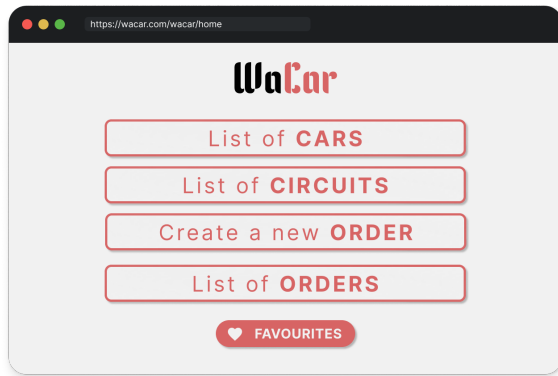 https://wacar.com/wacar/home
WaCar
List of CARS
List of CIRCUITS
Create a new ORDER
List of ORDERS
FAVOURITES